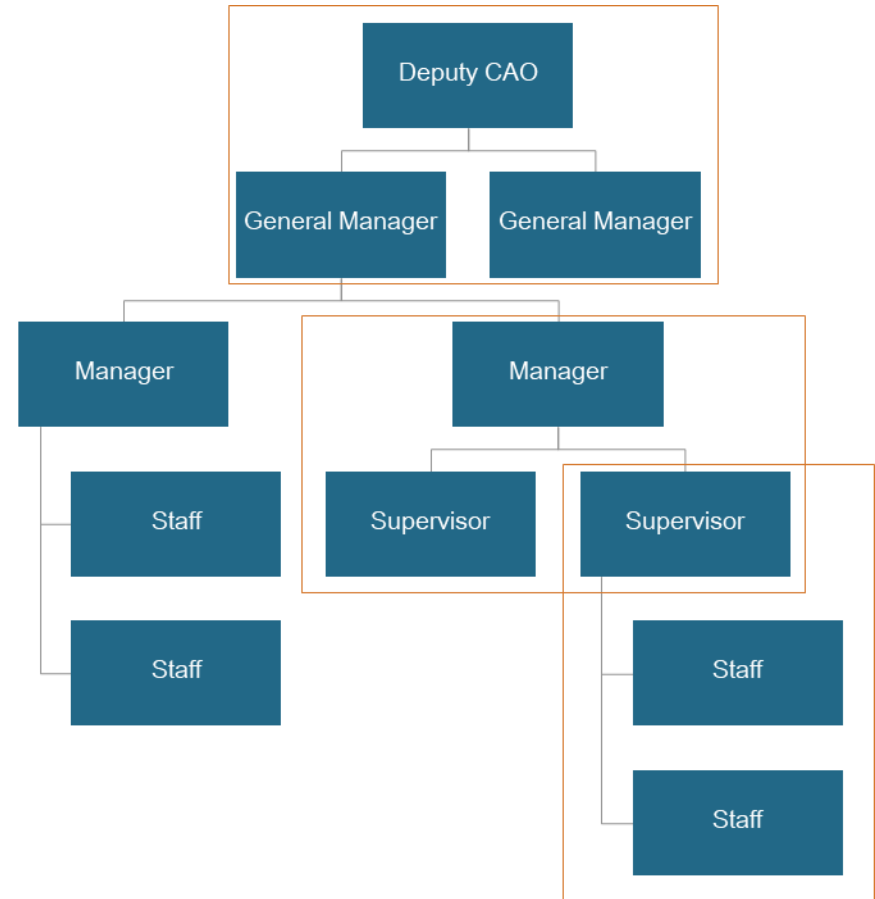 Deputy CAO
General Manager
General Manager
Manager
Manager
Staff
Supervisor
Supervisor
Staff
Staff
Staff